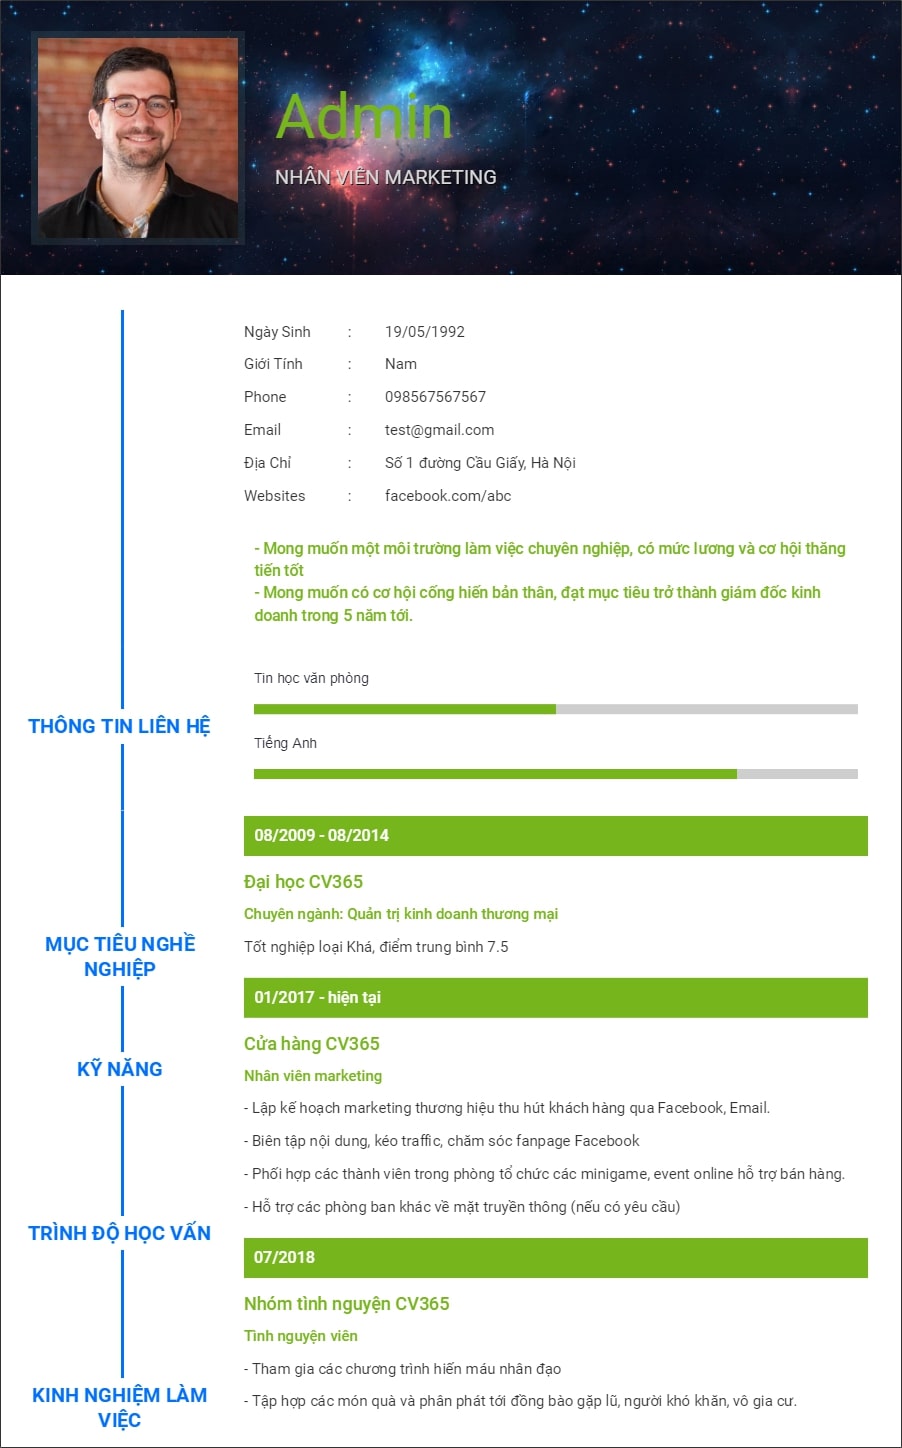 Admin
NHÂN VIÊN MARKETING
Ngày Sinh : 19/05/1992
Giới Tính : Nam
Phone : 098567567567
Email : test@gmail.com
Địa Chỉ : Số 1 đường Cầu Giấy, Hà Nội
Websites : facebook.com/abc
- Mong muốn một môi trường làm việc chuyên nghiệp, có mức lương và cơ hội thăng
tiến tốt
- Mong muốn có cơ hội cống hiến bản thân, đạt mục tiêu trở thành giám đốc kinh
doanh trong 5 năm tới.
Tin học văn phòng
THÔNG TIN LIÊN HỆ
Tiếng Anh
08/2009 - 08/2014
Đại học CV365
Chuyên ngành: Quản trị kinh doanh thương mại
Tốt nghiệp loại Khá, điểm trung bình 7.5
MỤC TIÊU NGHỀ
NGHIỆP
01/2017 - hiện tại
Cửa hàng CV365
KỸ NĂNG
Nhân viên marketing
- Lập kế hoạch marketing thương hiệu thu hút khách hàng qua Facebook, Email.
- Biên tập nội dung, kéo traffic, chăm sóc fanpage Facebook
- Phối hợp các thành viên trong phòng tổ chức các minigame, event online hỗ trợ bán hàng.
- Hỗ trợ các phòng ban khác về mặt truyền thông (nếu có yêu cầu)
TRÌNH ĐỘ HỌC VẤN
07/2018
Nhóm tình nguyện CV365
Tình nguyện viên
- Tham gia các chương trình hiến máu nhân đạo
- Tập hợp các món quà và phân phát tới đồng bào gặp lũ, người khó khăn, vô gia cư.
KINH NGHIỆM LÀM
VIỆC